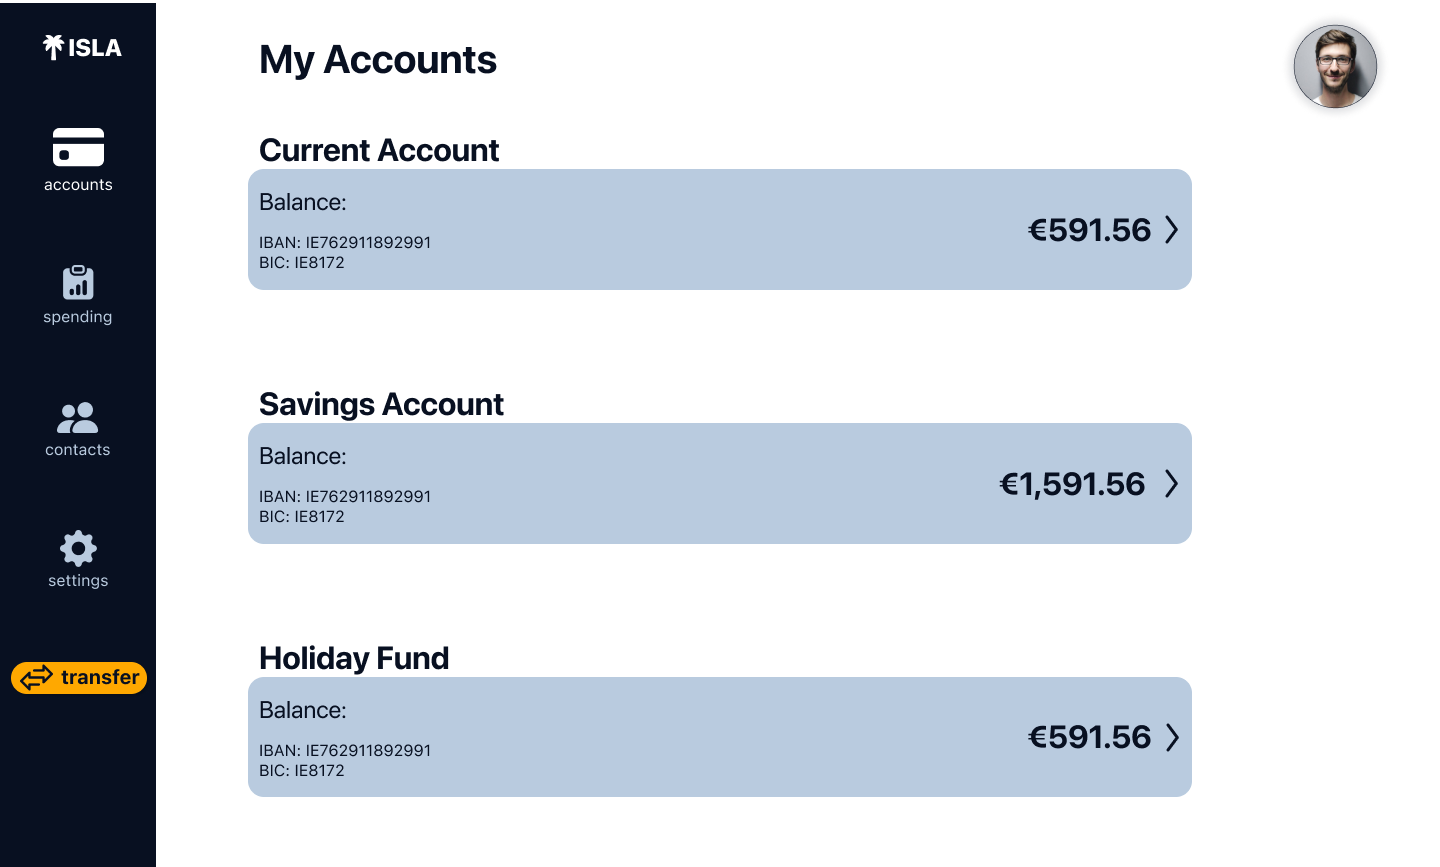 ISLA
accounts
spending
contacts
settings
transfer
My Accounts
Current Account
Balance:
€591.56
IBAN: IE762911892991
BIC: IE8172
Savings Account
Balance:
€1,591.56
IBAN: IE762911892991
BIC: IE8172
Holiday Fund
Balance:
€591.56
IBAN: IE762911892991
BIC: IE8172